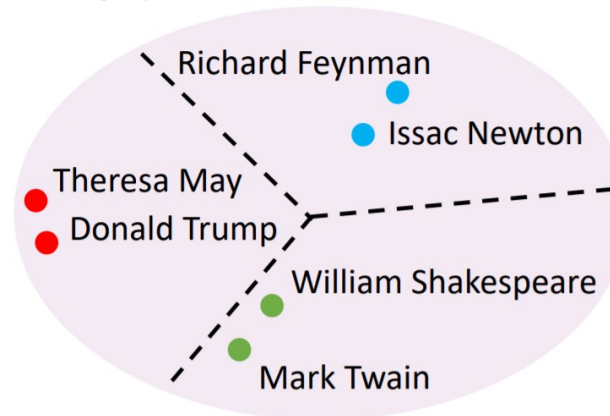 Richard Feynman
Issac Newton
Theresa May
Donald Trump
William Shakespeare
Mark Twain